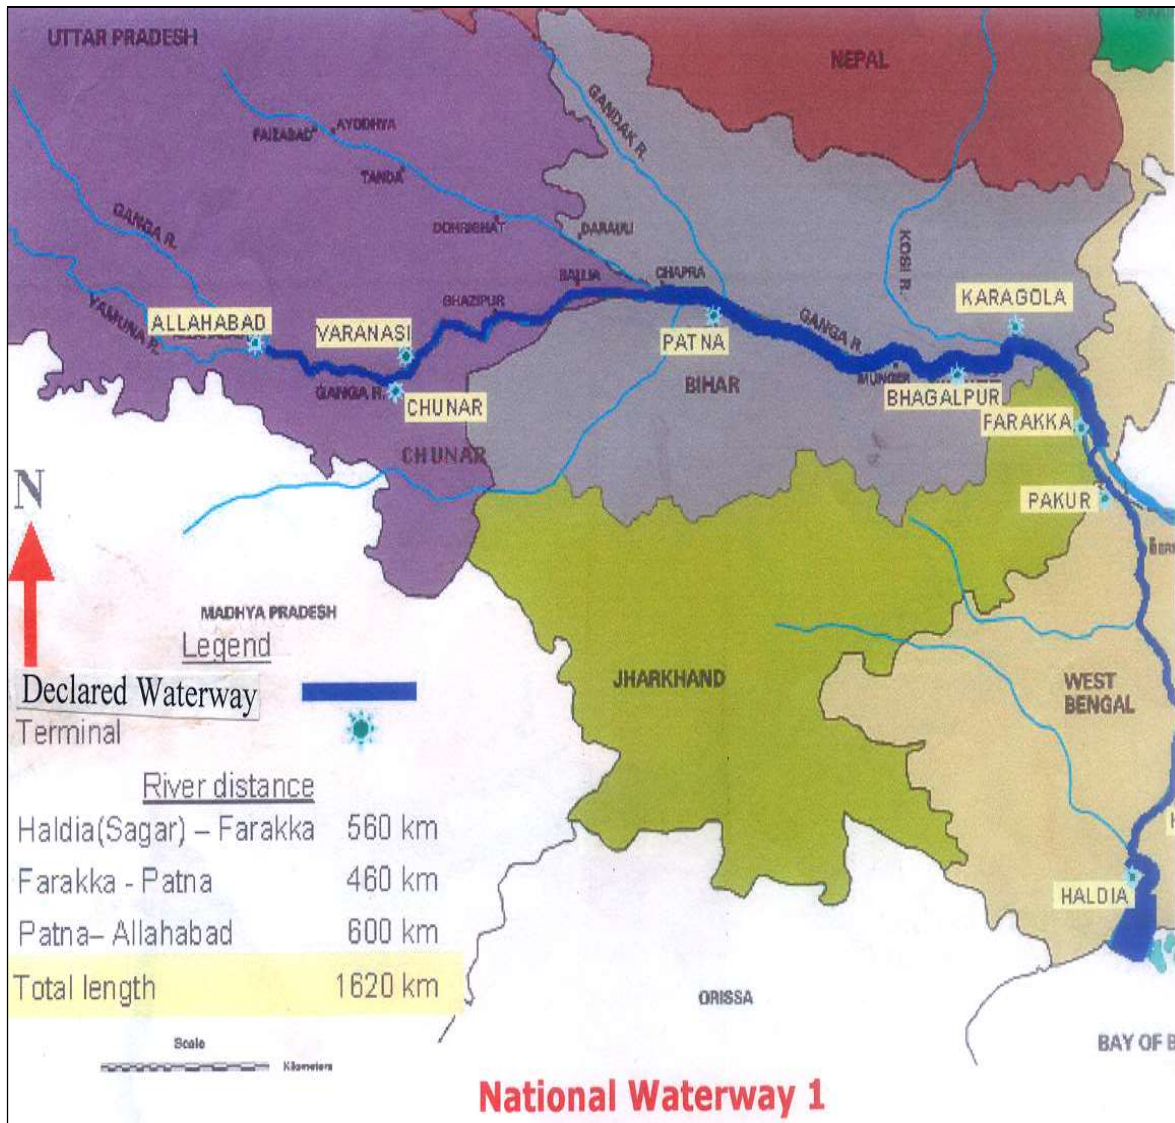 UTTAR PRADESH
NEPAL
GANDAK R.
FAIZABAD
AYODHYA
TANDA
GANGA R.
DOHRIGHAT
DARAULI
KOSI R.
BALLIA
CHAPRA
YAMUNA R.
GHAZIPUR
KARAGOLA
ALLAHABAD
VARANASI
PATNA
GANGA R.
MUNGER
BIHAR
GANGA R.
CHUNAR
BHAGALPUR
FARAKKA
CHUNAR
N
PAKUR
BER
MADHYA PRADESH
Legend
Declared Waterway
Terminal
JHARKHAND
WEST
BENGAL
River distance
Haldia(Sagar) – Farakka 560 km
Farakka - Patna 460 km
Patna– Allahabad 600 km
Total length 1620 km
HALDIA
ORISSA
Scale
Kilometers
BAY OF B
National Waterway 1